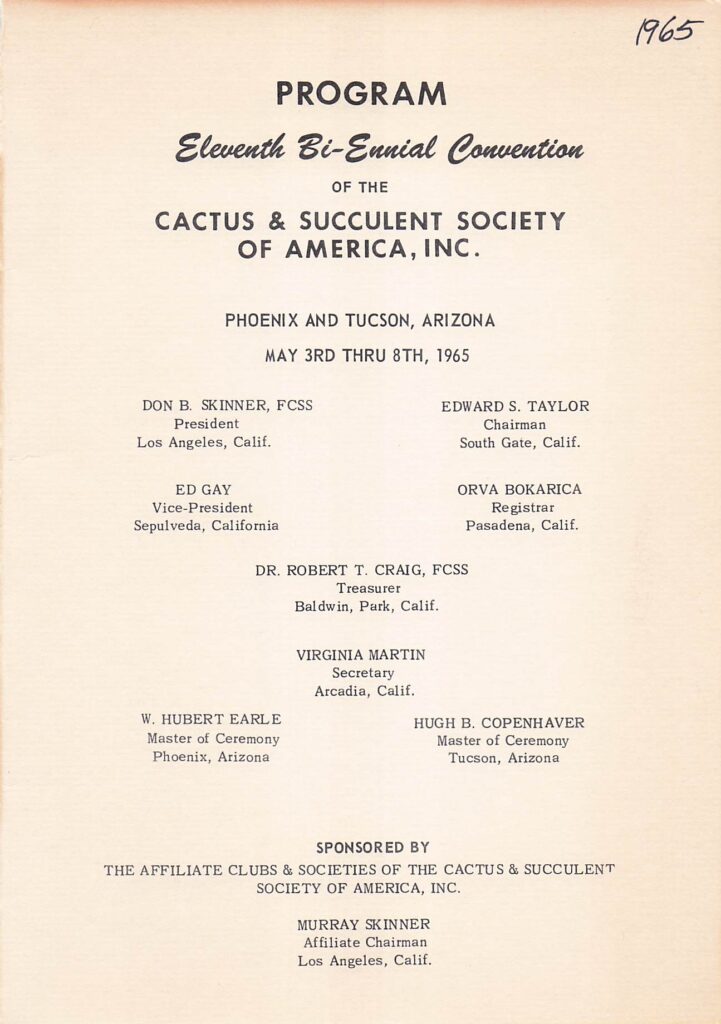 1965
PROGRAM
Eleventh Bi-Ennial Convention
OF THE
CACTUS & SUCCULENT SOCIETY
OF AMERICA, INC.
PHOENIX AND TUCSON, ARIZONA
MAY 3RD THRU 8TH, 1965
DON B. SKINNER, FCSS
President
Los Angeles, Calif.
EDWARD S. TAYLOR
Chairman
South Gate, Calif.
ED GAY
Vice-President
Sepulveda, California
ORVA BOKARICA
Registrar
Pasadena, Calif.
DR. ROBERT T. CRAIG, FCSS
Treasurer
Baldwin, Park, Calif.
VIRGINIA MARTIN
Secretary
Arcadia, Calif.
W. HUBERT EARLE
Master of Ceremony
Phoenix, Arizona
HUGH B. COPENHAVER
Master of Ceremony
Tucson, Arizona
SPONSORED BY
THE AFFILIATE CLUBS & SOCIETIES OF THE CACTUS & SUCCULENT
SOCIETY OF AMERICA, INC.
MURRAY SKINNER
Affiliate Chairman
Los Angeles, Calif.